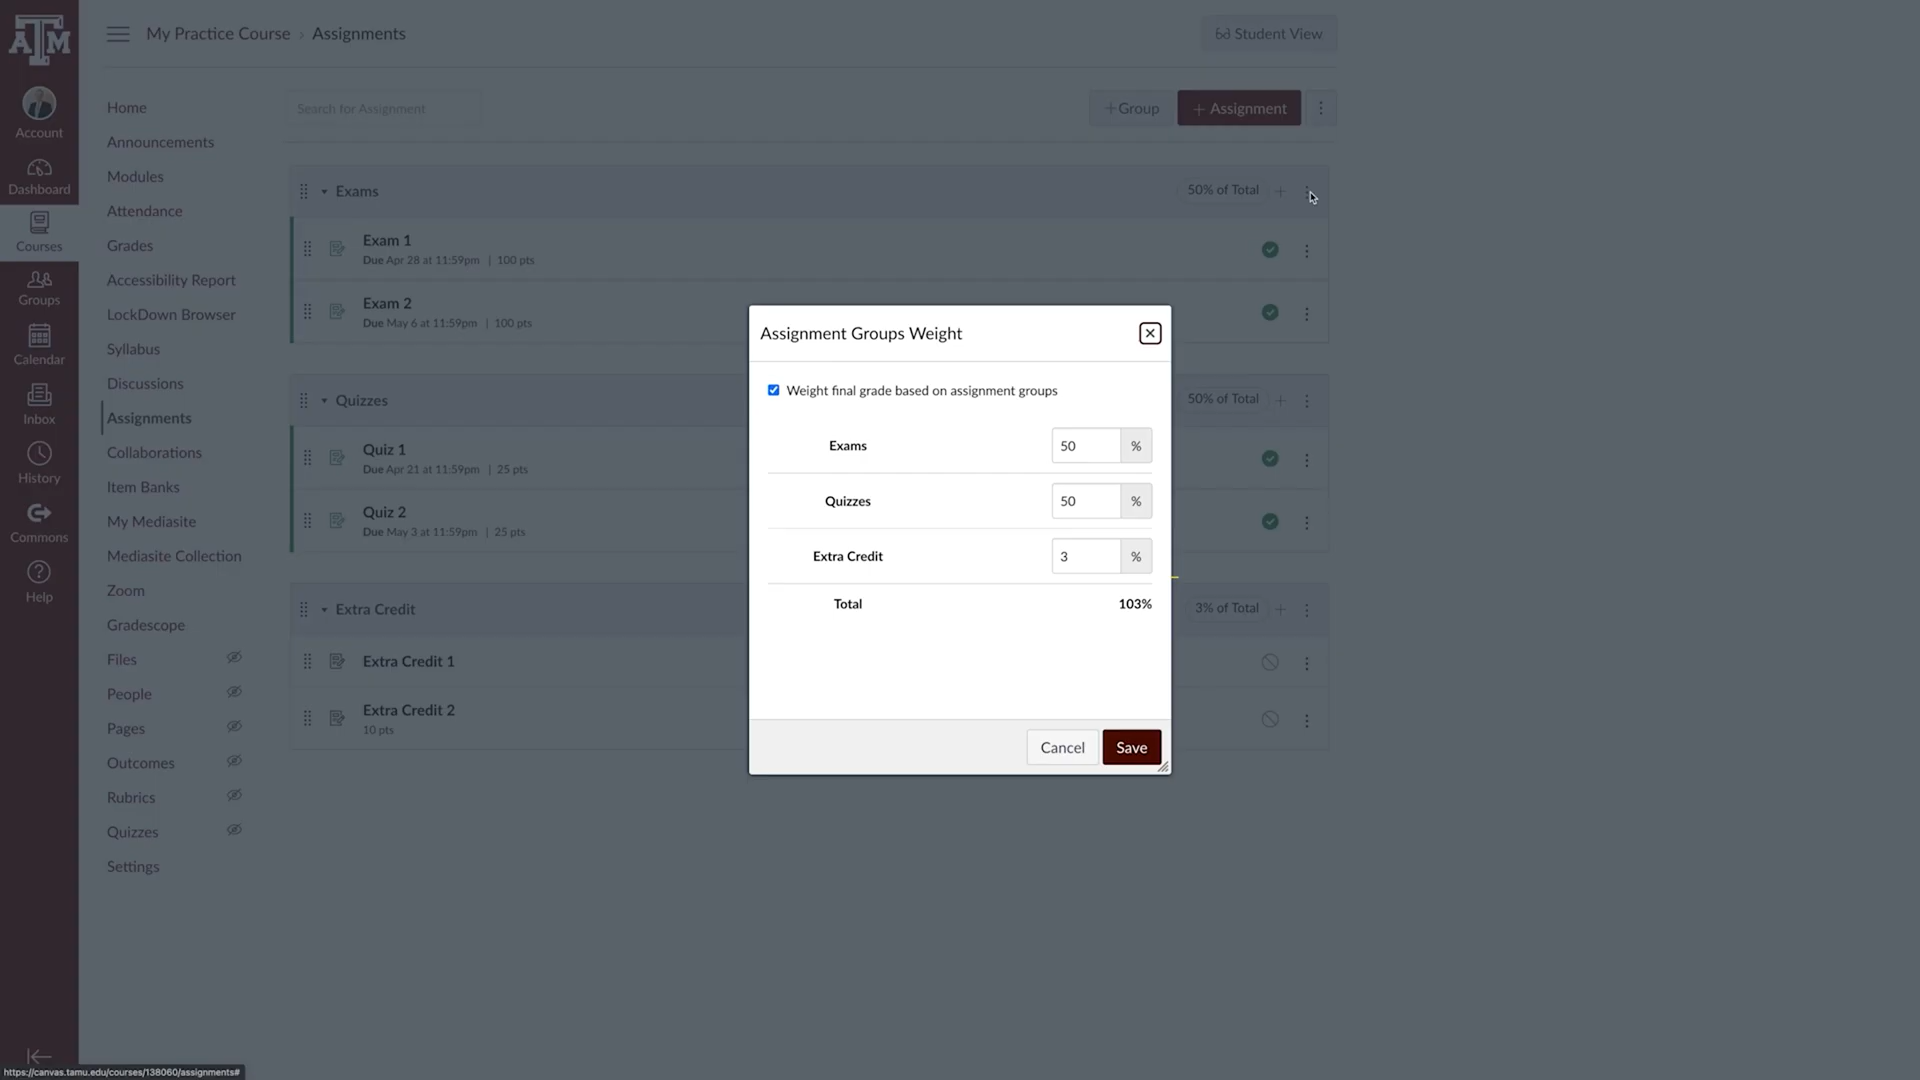 ATM
My Practice Course › Assignments
Student View
Account
Dashboard
Courses
Groups
Calendar
Inbox
History
Commons
Help
Home
Announcements
Modules
Attendance
Grades
Accessibility Report
LockDown Browser
Syllabus
Discussions
Assignments
Collaborations
Item Banks
My Mediasite
Mediasite Collection
Zoom
Gradescope
Files
People
Pages
Outcomes
Rubrics
Quizzes
Settings
Search for Assignment
+ Group
+ Assignment
Exams
50% of Total
Exam 1
Due Apr 28 at 11:59pm | 100 pts
Exam 2
Due May 6 at 11:59pm | 100 pts
Quizzes
50% of Total
Quiz 1
Due Apr 21 at 11:59pm | 25 pts
Quiz 2
Due May 3 at 11:59pm | 25 pts
Extra Credit
3% of Total
Extra Credit 1
Extra Credit 2
10 pts
Assignment Groups Weight
Weight final grade based on assignment groups
Exams 50 %
Quizzes 50 %
Extra Credit 3 %
Total 103%
Cancel Save
https://canvas.tamu.edu/courses/138060/assignments#